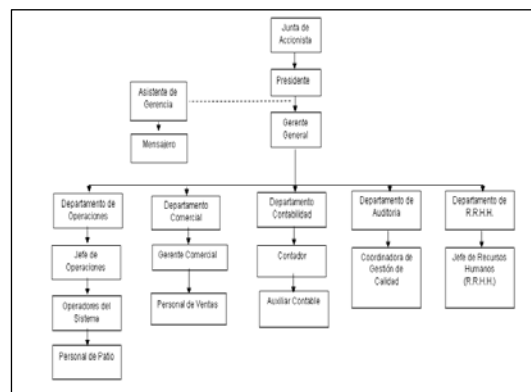 Junta de
Accionista
Presidente
Asistente de
Gerencia
Mensajero
Gerente
General
Departamento de
Operaciones
Departamento
Comercial
Departamento
Contabilidad
Departamento de
Auditoria
Departamento de
R.R.H.H.
Jefe de
Operaciones
Gerente Comercial
Contador
Coordinadora de
Gestión de
Calidad
Jefe de Recursos
Humanos
(R.R.H.H.)
Operadores del
Sistema
Personal de Ventas
Auxiliar Contable
Personal de Patio